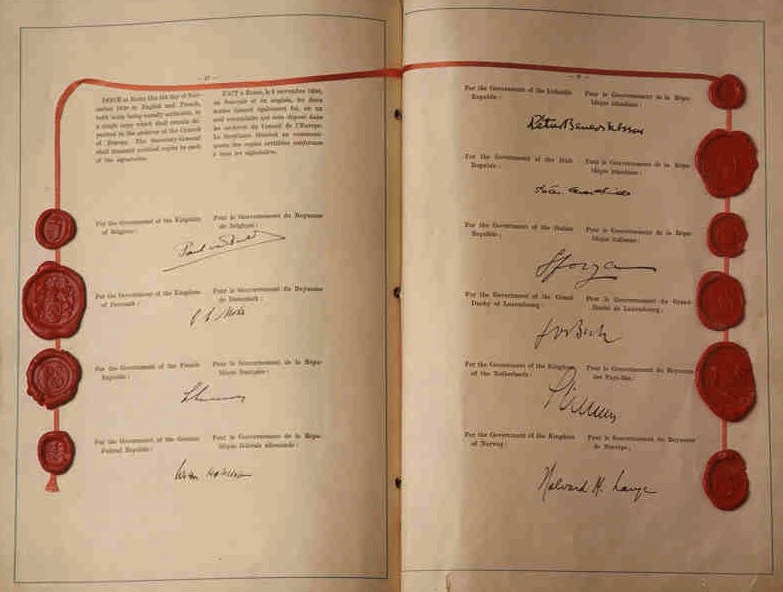 DONE at Rome this 4th day of No-
vember 1950 in English and French,
both texts being equally authentic, in
a single copy which shall remain de-
posited in the archives of the Council
of Europe. The Secretary-General
shall transmit certified copies to each
of the signatories.
FAIT à Rome, le 4 novembre 1950,
en français et en anglais, les deux
textes faisant également foi, en un
seul exemplaire qui sera déposé dans
les archives du Conseil de l'Europe.
Le Secrétaire Général en communi-
quera des copies certifiées conformes
à tous les signataires.
For the Government of the Kingdom
of Belgium:
Pour le Gouvernement du Royaume
de Belgique:
Paul van
For the Government of the Kingdom
of Denmark:
Pour le Gouvernement du Royaume
de Danemark:
For the Government of the French
Republic:
Pour le Gouvernement de la Répu-
blique française:
For the Government of the German
Federal Republic:
Pour le Gouvernement de la Répu-
blique fédérale allemande:
For the Government of the Icelandic
Republic:
Pour le Gouvernement de la Répu-
blique islandaise:
For the Government of the Irish
Republic:
Pour le Gouvernement de la Répu-
blique irlandaise:
For the Government of the Italian
Republic:
Pour le Gouvernement de la Répu-
blique italienne:
Sforza
For the Government of the Grand
Duchy of Luxembourg:
Pour le Gouvernement du Grand-
Duché de Luxembourg:
Jos Bech
For the Government of the Kingdom
of the Netherlands:
Pour le Gouvernement du Royaume
des Pays-Bas:
For the Government of the Kingdom
of Norway:
Pour le Gouvernement du Royaume
de Norvège:
Halvard M. Lange